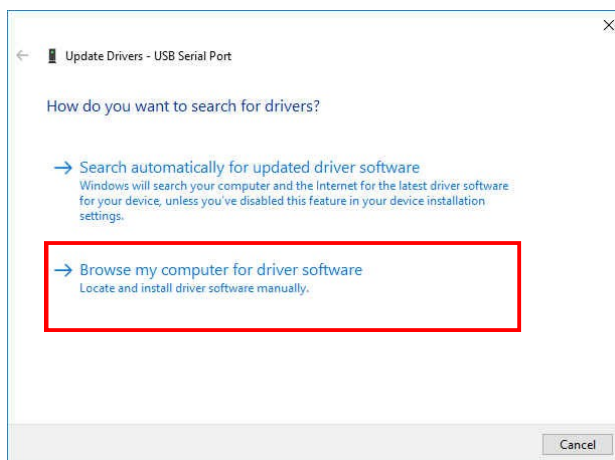 Update Drivers - USB Serial Port
How do you want to search for drivers?
Search automatically for updated driver software
Windows will search your computer and the Internet for the latest driver software
for your device, unless you've disabled this feature in your device installation
settings.
Browse my computer for driver software
Locate and install driver software manually.
Cancel